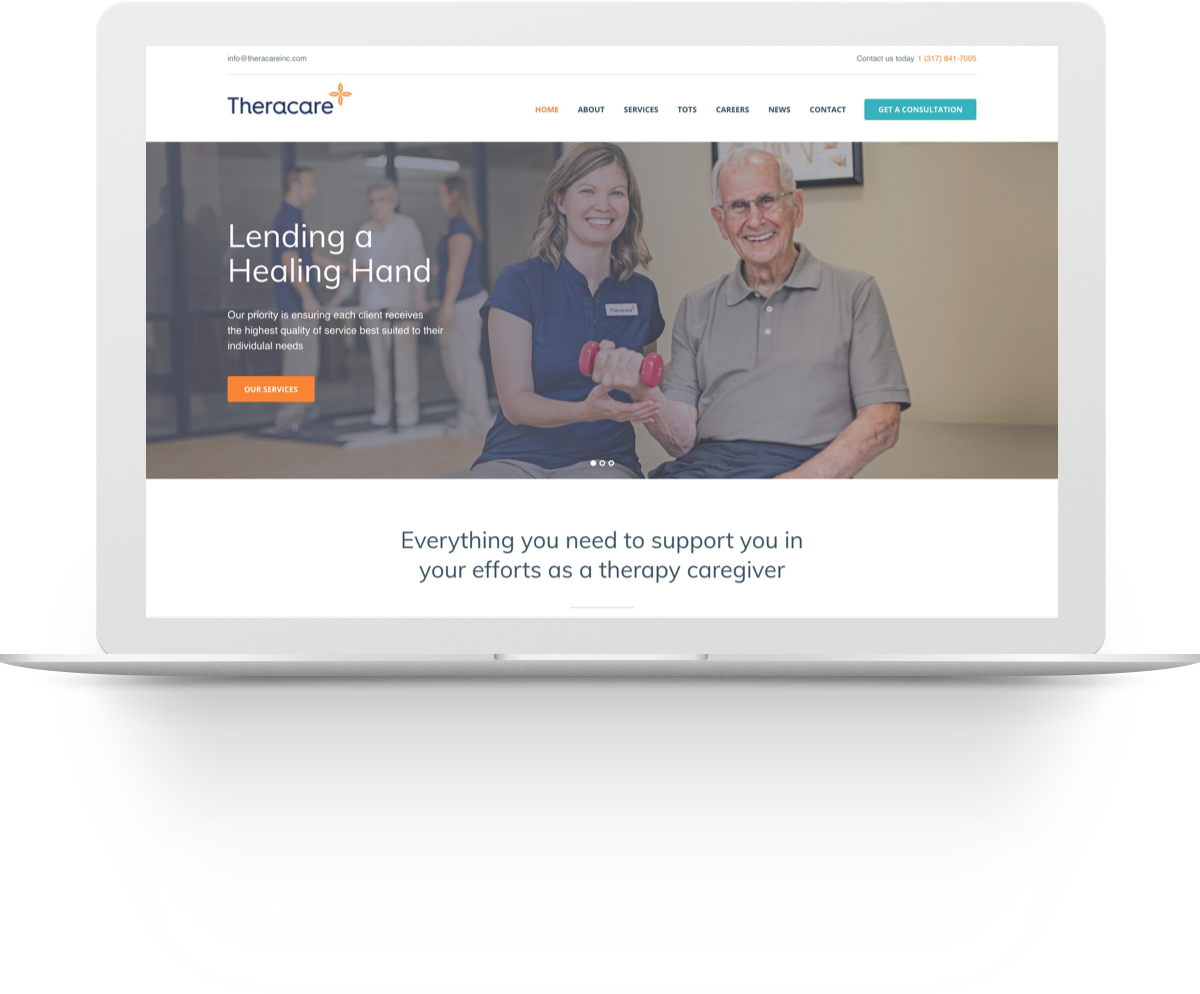 info@theracareinc.com
Contact us today 1 (317) 841-7005
Theracare
HOME ABOUT SERVICES TOTS CAREERS NEWS CONTACT GET A CONSULTATION
Lending a
Healing Hand
Our priority is ensuring each client receives
the highest quality of service best suited to their
individulal needs
OUR SERVICES
Theracare
Everything you need to support you in
your efforts as a therapy caregiver